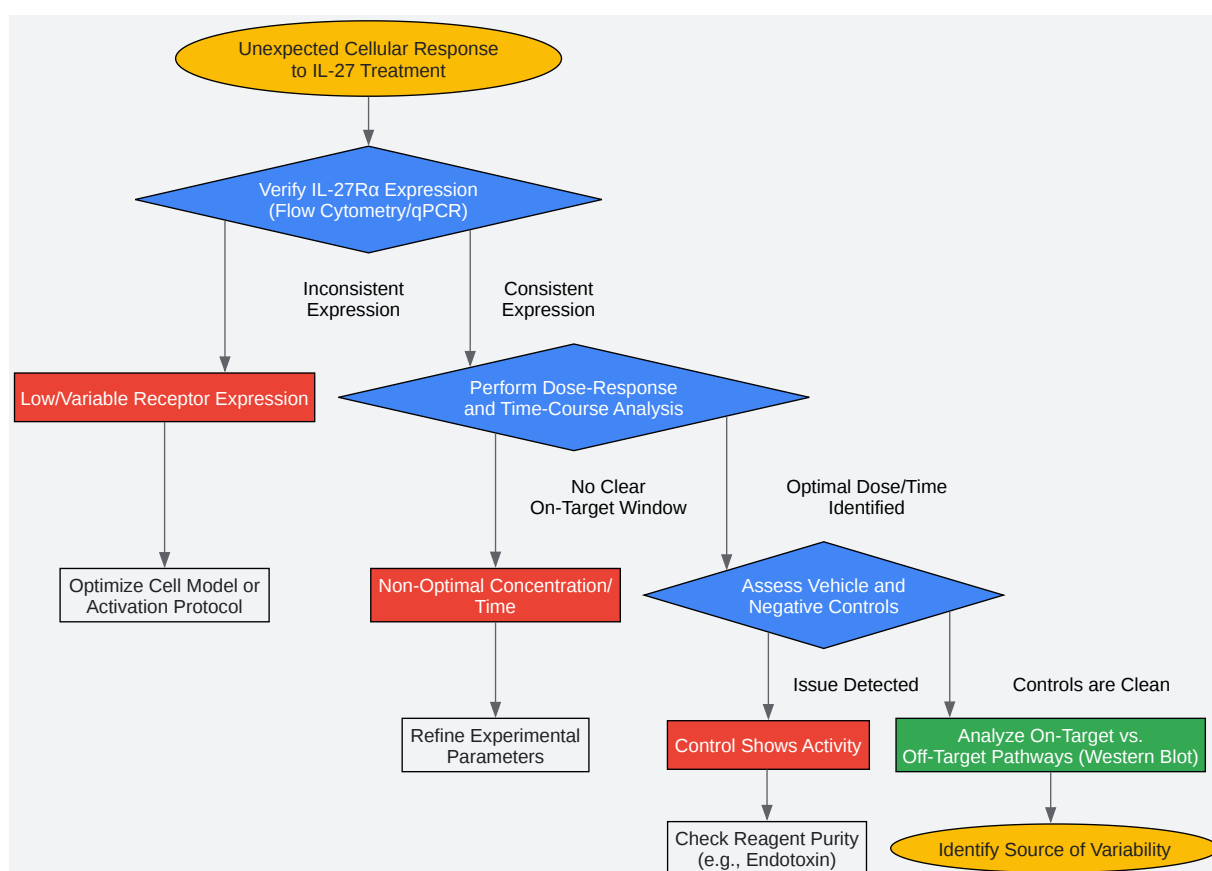 Unexpected Cellular Response
to IL-27 Treatment
Verify IL-27Rα Expression
(Flow Cytometry/qPCR)
Inconsistent
Expression
Consistent
Expression
Low/Variable Receptor Expression
Perform Dose-Response
and Time-Course Analysis
No Clear
On-Target Window
Optimal Dose/Time
Identified
Optimize Cell Model or
Activation Protocol
Non-Optimal Concentration/
Time
Assess Vehicle and
Negative Controls
Issue Detected
Controls are Clean
Refine Experimental
Parameters
Control Shows Activity
Analyze On-Target vs.
Off-Target Pathways (Western Blot)
Check Reagent Purity
(e.g., Endotoxin)
Identify Source of Variability